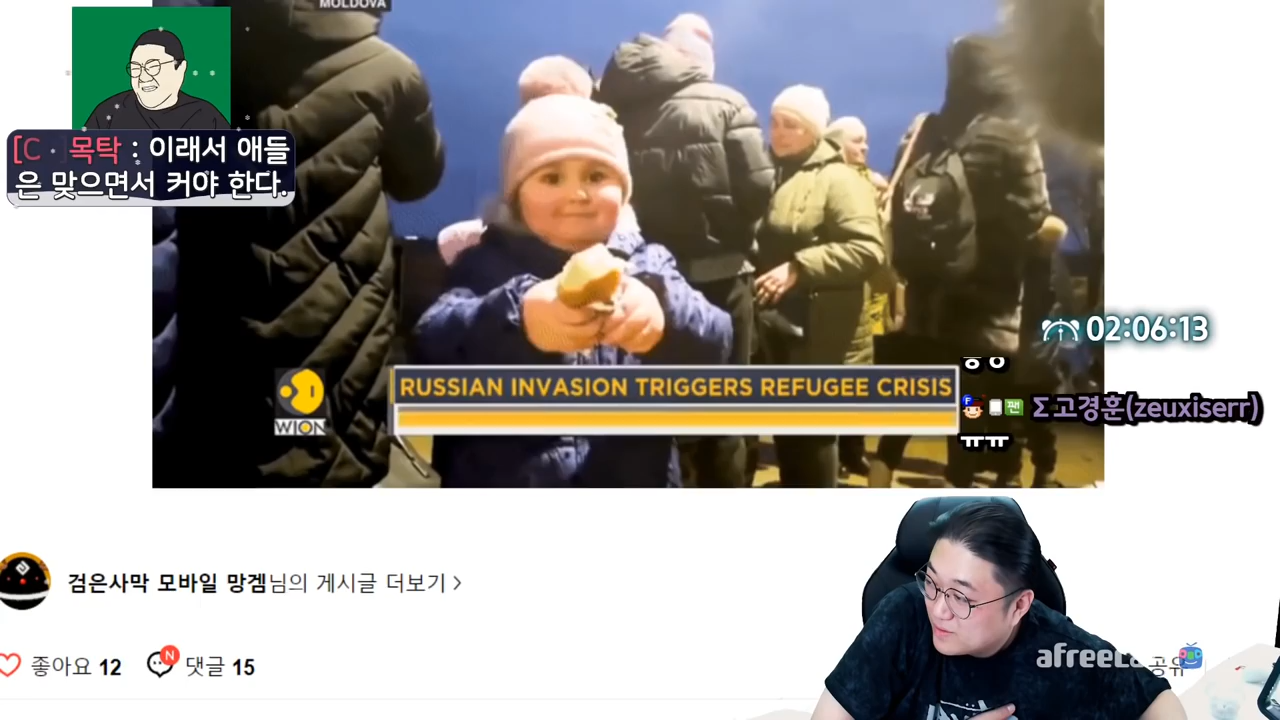 MOLDOVA
[C · ] 목탁 : 이래서 애들
은 맞으면서 커야 한다.
02:06:13
ㅎㅇ
F 팬 Σ고경훈(zeuxiserr)
ㅠㅠ
RUSSIAN INVASION TRIGGERS REFUGEE CRISIS
WION
검은사막 모바일 망겜님의 게시글 더보기 >
좋아요 12
N 댓글 15
afreeca
공유